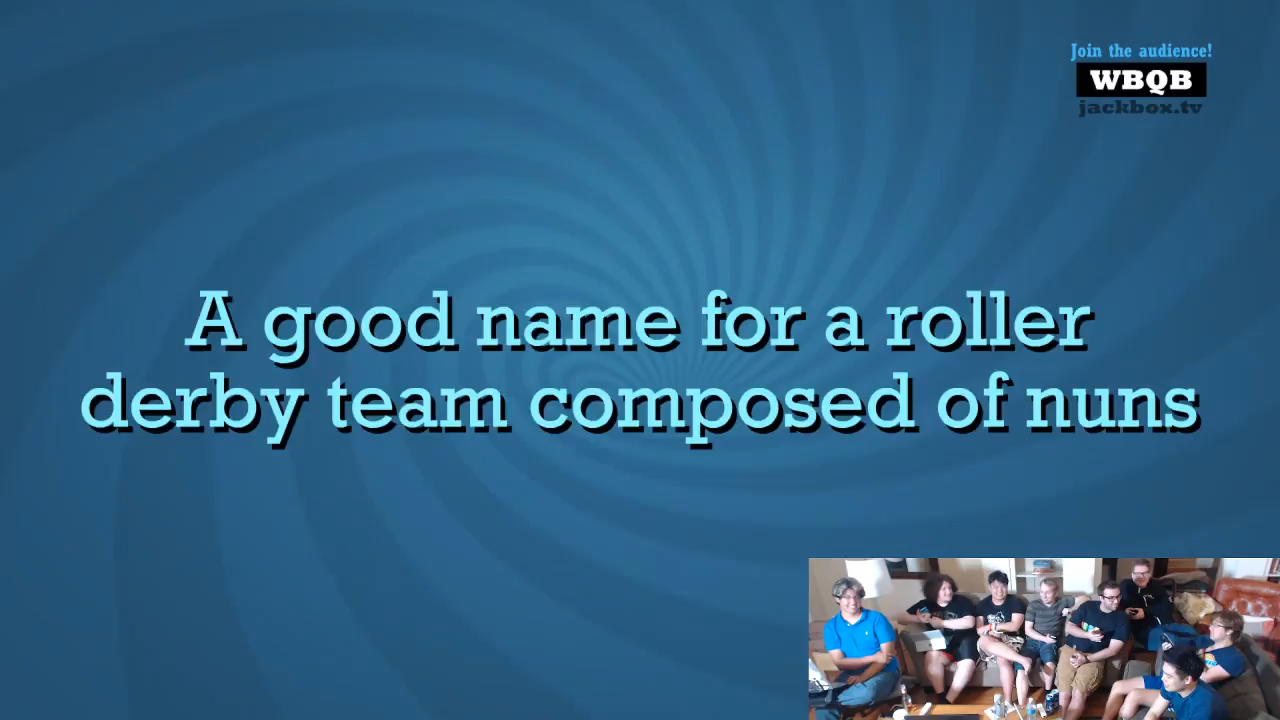 Join the audience!
WBQB
jackbox.tv
A good name for a roller
derby team composed of nuns